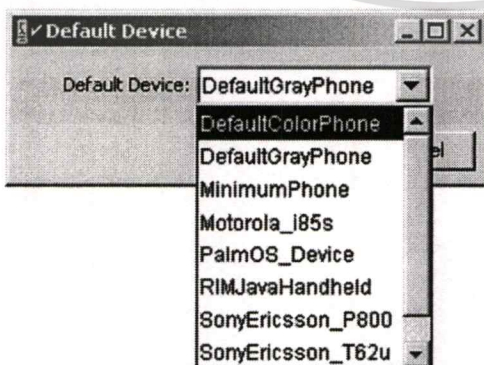 Default Device
Default Device: DefaultGrayPhone
DefaultColorPhone
DefaultGrayPhone
MinimumPhone
Motorola_i85s
PalmOS_Device
RIMJavaHandheld
SonyEricsson_P800
SonyEricsson_T62u